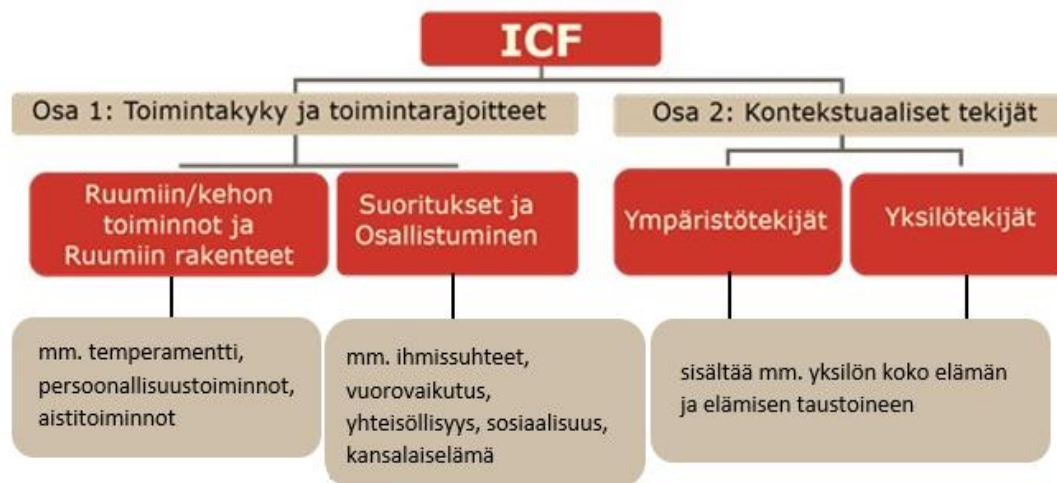 ICF
Osa 1: Toimintakyky ja toimintarajoitteet
Osa 2: Kontekstuaaliset tekijät
Ruumiin/kehon
toiminnot ja
Ruumiin rakenteet
Suoritukset ja
Osallistuminen
Ympäristötekijät
Yksilötekijät
mm. temperamentti,
persoonallisuustoiminnot,
aistitoiminnot
mm. ihmissuhteet,
vuorovaikutus,
yhteisöllisyys, sosiaalisuus,
kansalaiselämä
sisältää mm. yksilön koko elämän
ja elämisen taustoineen